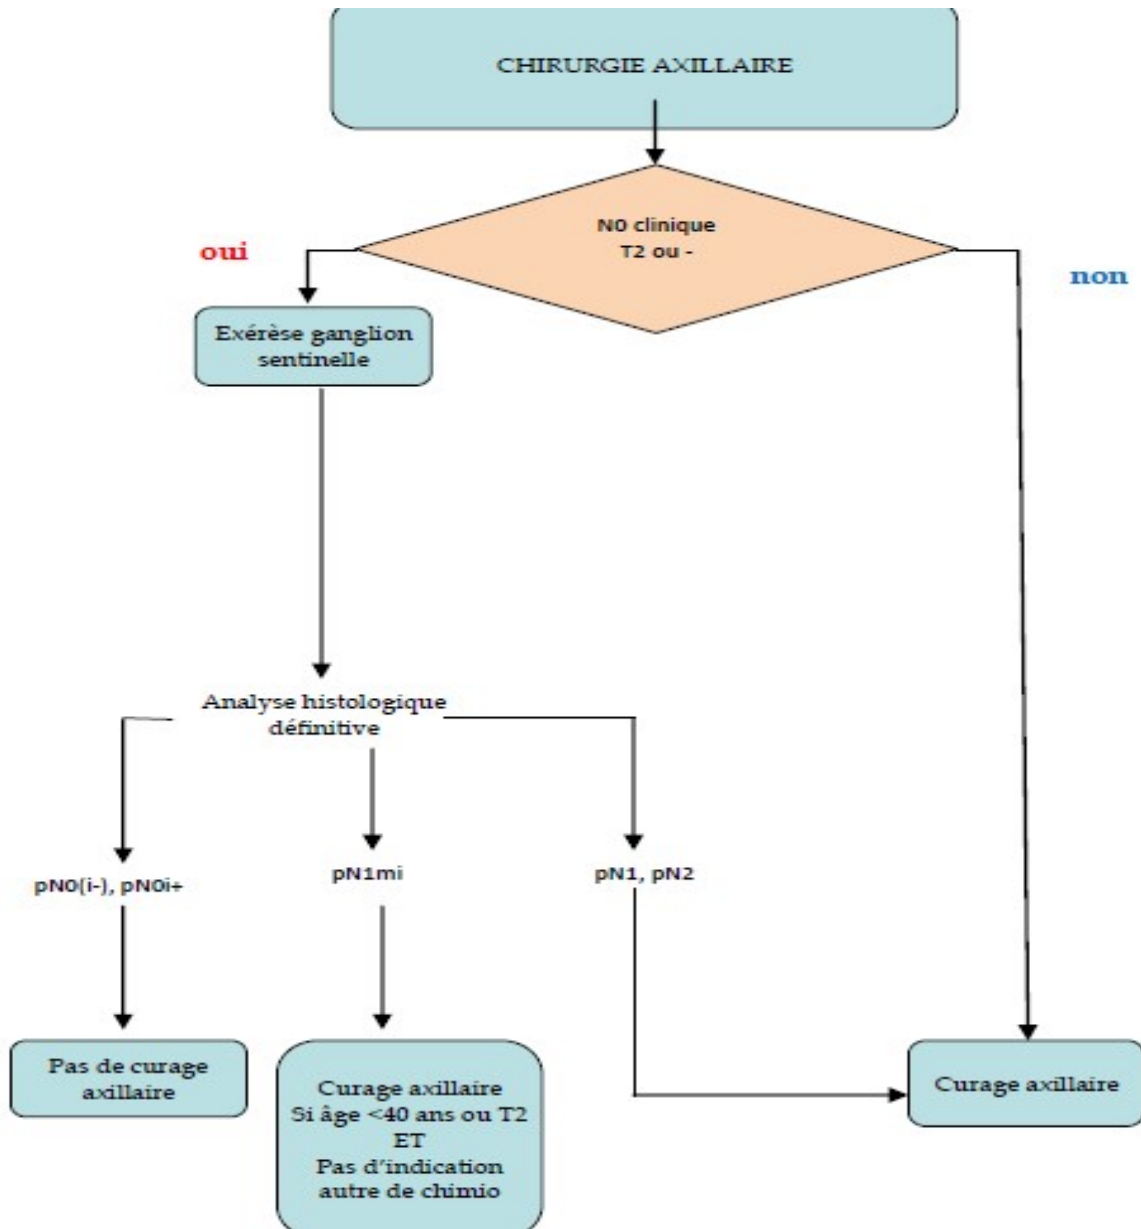 CHIRURGIE AXILLAIRE
N0 clinique
T2 ou -
oui
non
Exérèse ganglion
sentinelle
Analyse histologique
définitive
pN0(i-), pN0i+
pN1mi
pN1, pN2
Pas de curage
axillaire
Curage axillaire
Si âge <40 ans ou T2
ET
Pas d'indication
autre de chimio
Curage axillaire